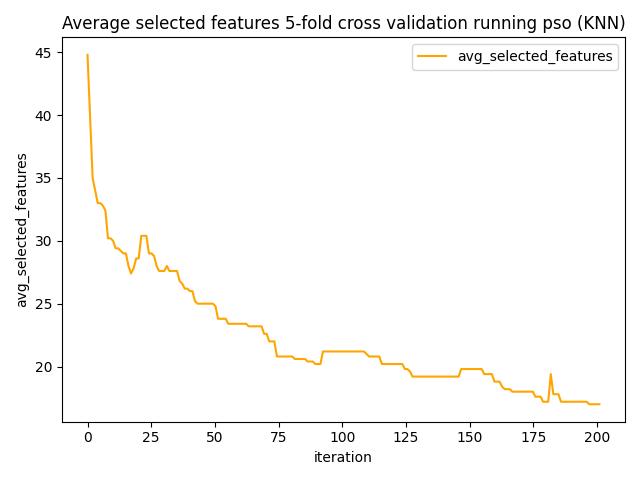 Average selected features 5-fold cross validation running pso (KNN)
avg_selected_features
45
40
35
30
25
20
avg_selected_features
0 25 50 75 100 125 150 175 200
iteration